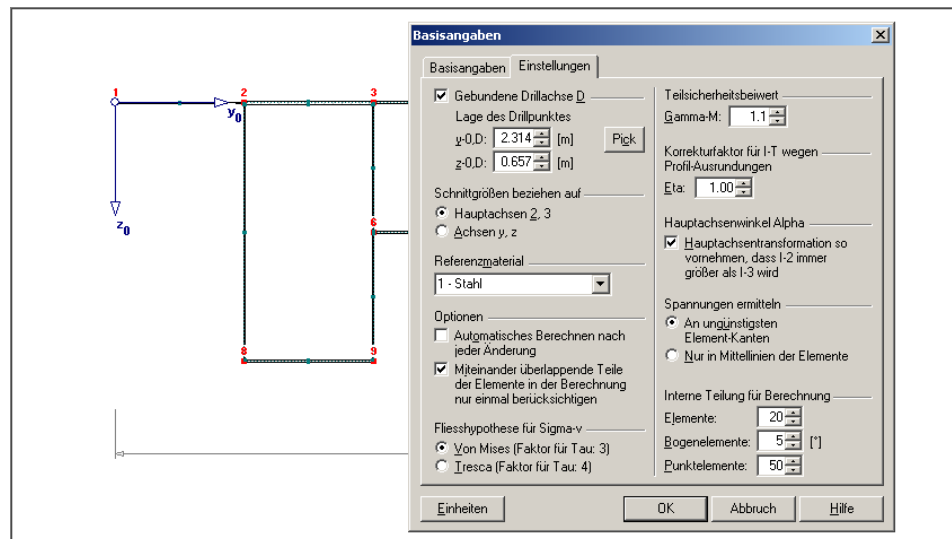 Basisangaben
Basisangaben Einstellungen
1 2 3
y0
z0
6
8 9
Gebundene Drillachse D
Lage des Drillpunktes
y-0,D: 2.314 [m]
z-0,D: 0.657 [m]
Pick
Schnittgrößen beziehen auf
Hauptachsen 2, 3
Achsen y, z
Referenzmaterial
1 - Stahl
Optionen
Automatisches Berechnen nach
jeder Änderung
Miteinander überlappende Teile
der Elemente in der Berechnung
nur einmal berücksichtigen
Fliesshypothese für Sigma-v
Von Mises (Faktor für Tau: 3)
Tresca (Faktor für Tau: 4)
Teilsicherheitsbeiwert
Gamma-M: 1.1
Korrekturfaktor für I-T wegen
Profil-Ausrundungen
Eta: 1.00
Hauptachsenwinkel Alpha
Hauptachsentransformation so
vornehmen, dass I-2 immer
größer als I-3 wird
Spannungen ermitteln
An ungünstigsten
Element-Kanten
Nur in Mittellinien der Elemente
Interne Teilung für Berechnung
Elemente: 20
Bogenelemente: 5 [°]
Punktelemente: 50
Einheiten OK Abbruch Hilfe